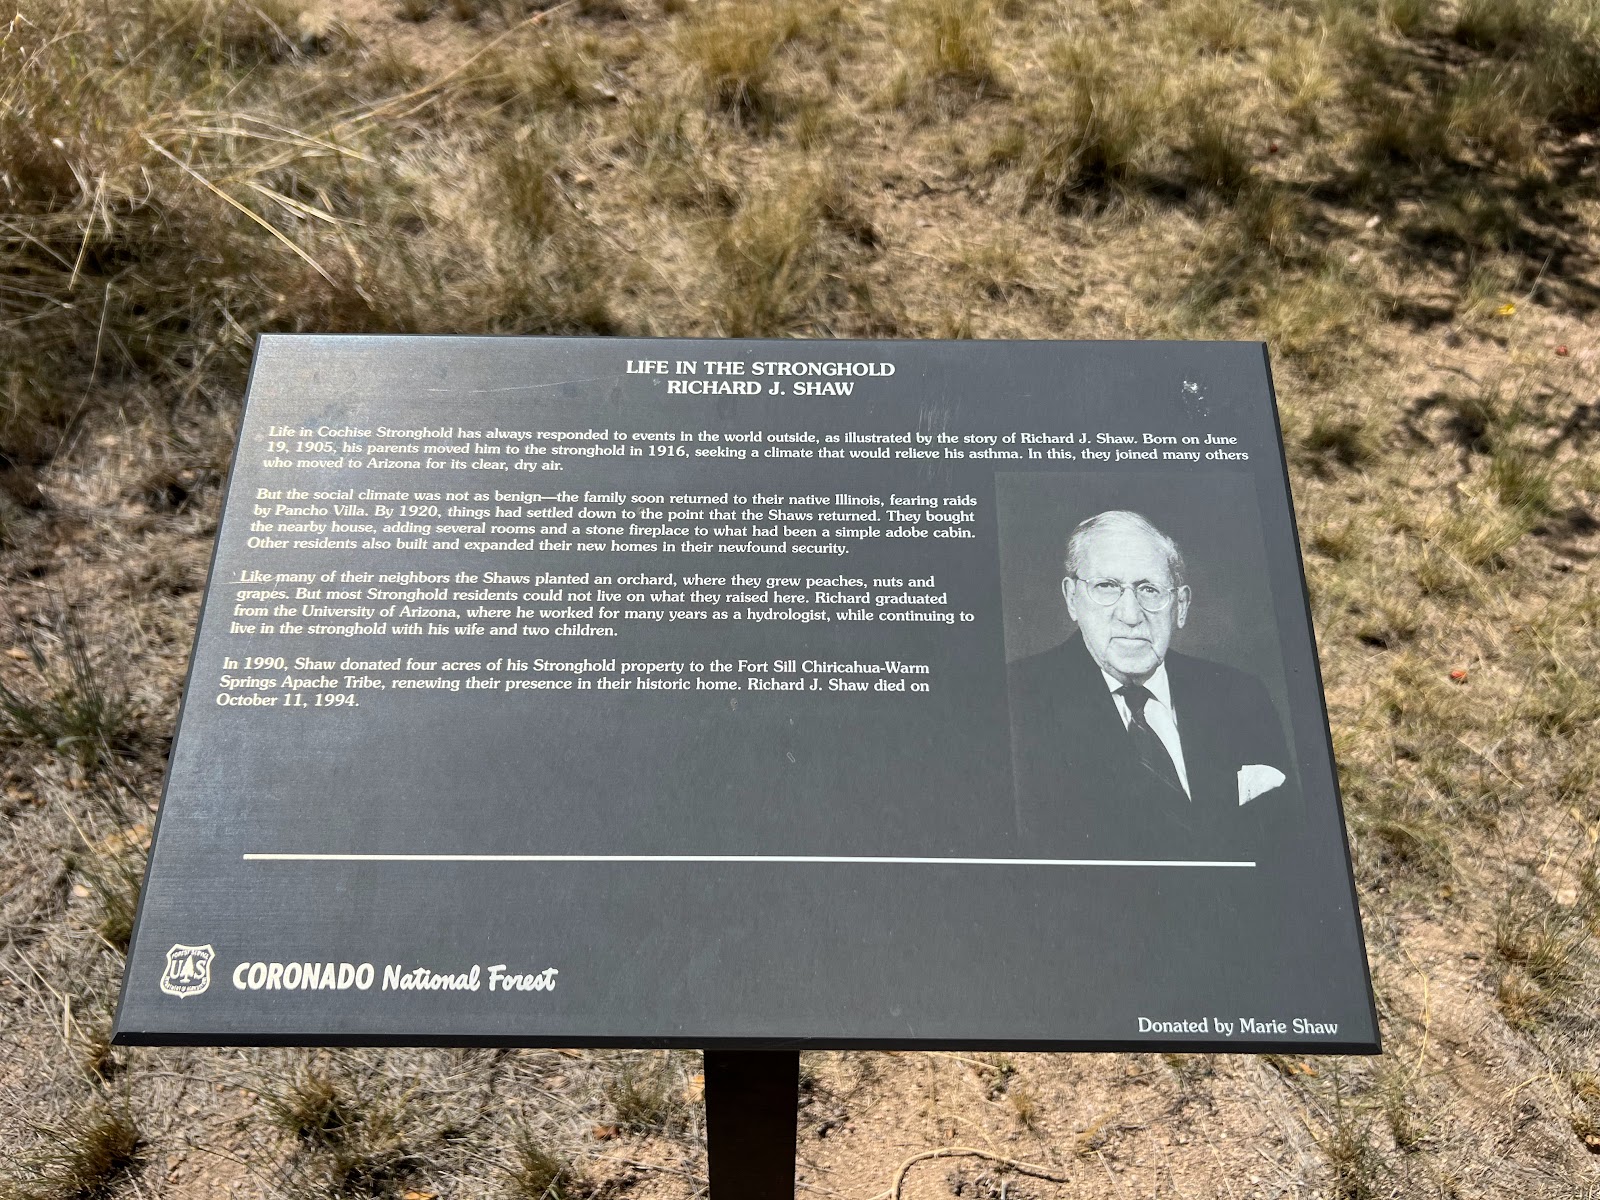 LIFE IN THE STRONGHOLD
RICHARD J. SHAW
Life in Cochise Stronghold has always responded to events in the world outside, as illustrated by the story of Richard J. Shaw. Born on June
19, 1905, his parents moved him to the stronghold in 1916, seeking a climate that would relieve his asthma. In this, they joined many others
who moved to Arizona for its clear, dry air.
But the social climate was not as benign—the family soon returned to their native Illinois, fearing raids
by Pancho Villa. By 1920, things had settled down to the point that the Shaws returned. They bought
the nearby house, adding several rooms and a stone fireplace to what had been a simple adobe cabin.
Other residents also built and expanded their new homes in their newfound security.
Like many of their neighbors the Shaws planted an orchard, where they grew peaches, nuts and
grapes. But most Stronghold residents could not live on what they raised here. Richard graduated
from the University of Arizona, where he worked for many years as a hydrologist, while continuing to
live in the stronghold with his wife and two children.
In 1990, Shaw donated four acres of his Stronghold property to the Fort Sill Chiricahua-Warm
Springs Apache Tribe, renewing their presence in their historic home. Richard J. Shaw died on
October 11, 1994.
FOREST SERVICE
US
CORONADO National Forest
Donated by Marie Shaw